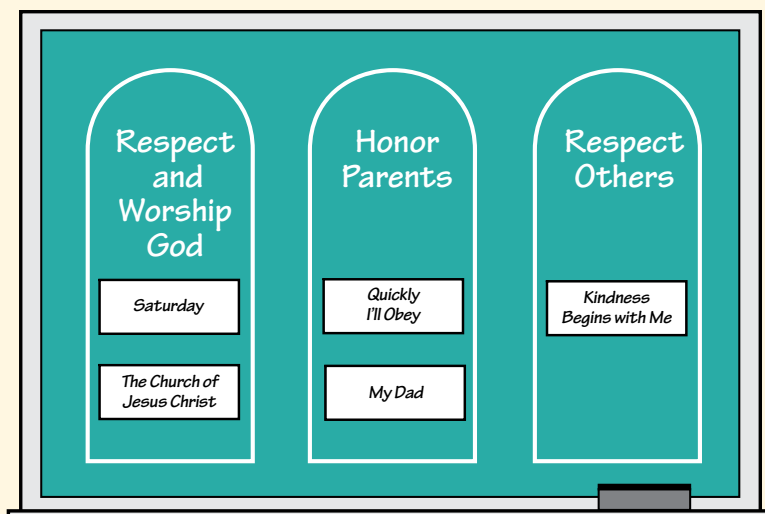 Respect
and
Worship
God
Saturday
The Church of
Jesus Christ
Honor
Parents
Quickly
I'll Obey
My Dad
Respect
Others
Kindness
Begins with Me